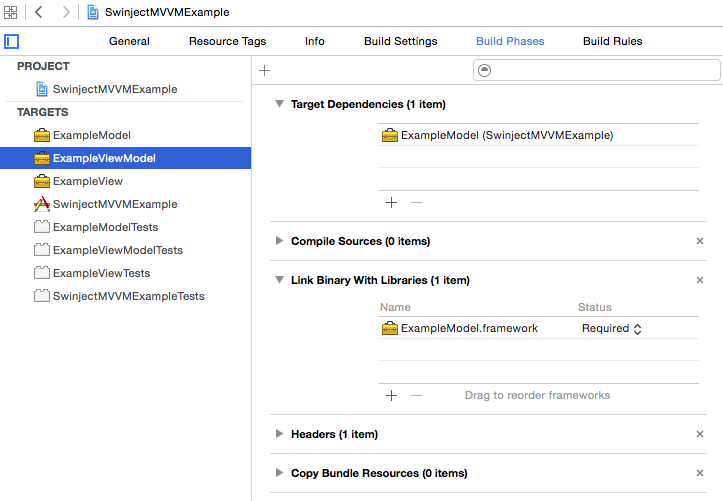 SwinjectMVVMExample
General Resource Tags Info Build Settings Build Phases Build Rules
PROJECT
SwinjectMVVMExample
TARGETS
ExampleModel
ExampleViewModel
ExampleView
SwinjectMVVMExample
ExampleModelTests
ExampleViewModelTests
ExampleViewTests
SwinjectMVVMExampleTests
Target Dependencies (1 item)
ExampleModel (SwinjectMVVMExample)
Compile Sources (0 items)
Link Binary With Libraries (1 item)
Name Status
ExampleModel.framework Required
Drag to reorder frameworks
Headers (1 item)
Copy Bundle Resources (0 items)